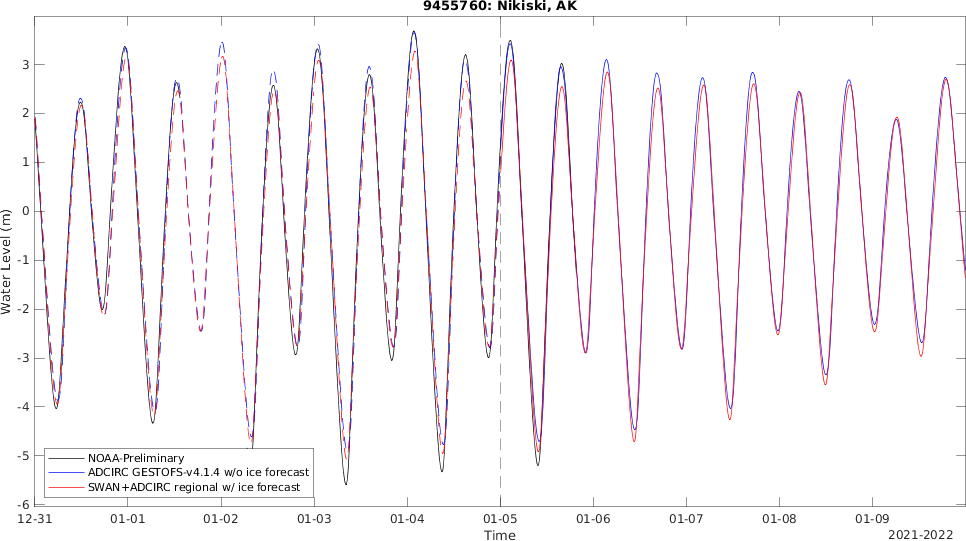 9455760: Nikiski, AK
Water Level (m)
3
2
1
0
-1
-2
-3
-4
-5
-6
NOAA-Preliminary
ADCIRC GESTOFS-v4.1.4 w/o ice forecast
SWAN+ADCIRC regional w/ ice forecast
12-31 01-01 01-02 01-03 01-04 01-05 01-06 01-07 01-08 01-09
Time
2021-2022